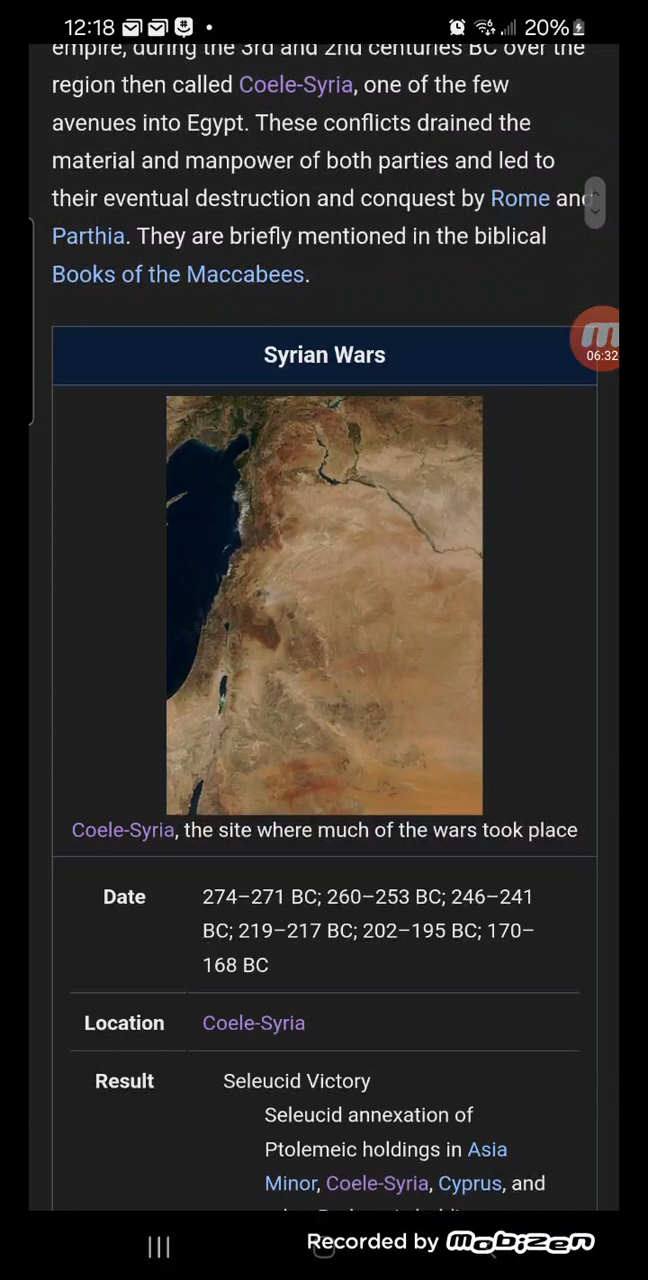 12:18 20%
empire, during the 3rd and 2nd centuries BC over the
region then called Coele-Syria, one of the few
avenues into Egypt. These conflicts drained the
material and manpower of both parties and led to
their eventual destruction and conquest by Rome and
Parthia. They are briefly mentioned in the biblical
Books of the Maccabees.
06:32
Syrian Wars
Coele-Syria, the site where much of the wars took place
Date 274–271 BC; 260–253 BC; 246–241
BC; 219–217 BC; 202–195 BC; 170–
168 BC
Location Coele-Syria
Result Seleucid Victory
Seleucid annexation of
Ptolemeic holdings in Asia
Minor, Coele-Syria, Cyprus, and
Recorded by mobizen